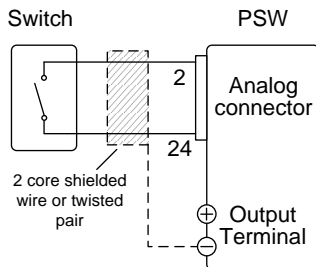 Switch
PSW
2
Analog
connector
24
2 core shielded
wire or twisted
pair
Output
Terminal